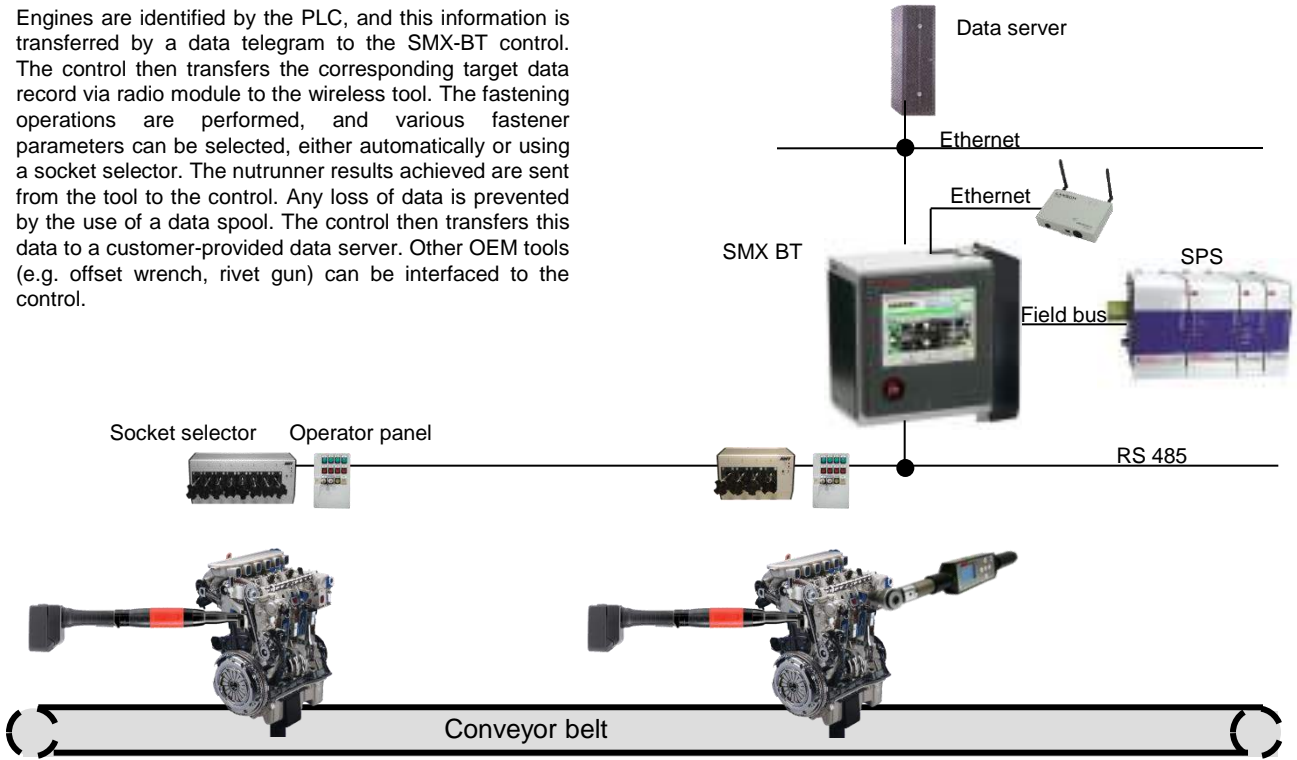 Engines are identified by the PLC, and this information is
transferred by a data telegram to the SMX-BT control.
The control then transfers the corresponding target data
record via radio module to the wireless tool. The fastening
operations are performed, and various fastener
parameters can be selected, either automatically or using
a socket selector. The nutrunner results achieved are sent
from the tool to the control. Any loss of data is prevented
by the use of a data spool. The control then transfers this
data to a customer-provided data server. Other OEM tools
(e.g. offset wrench, rivet gun) can be interfaced to the
control.
Data server
Ethernet
Ethernet
SMX BT
SPS
Field bus
Socket selector
Operator panel
RS 485
Conveyor belt